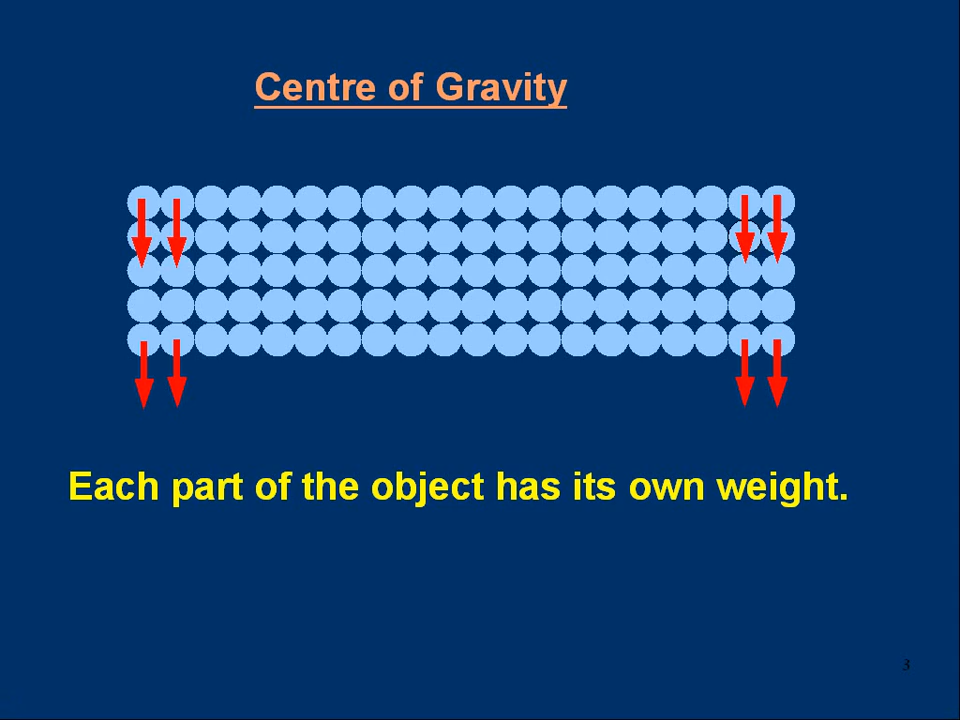 Centre of Gravity
Each part of the object has its own weight.
3